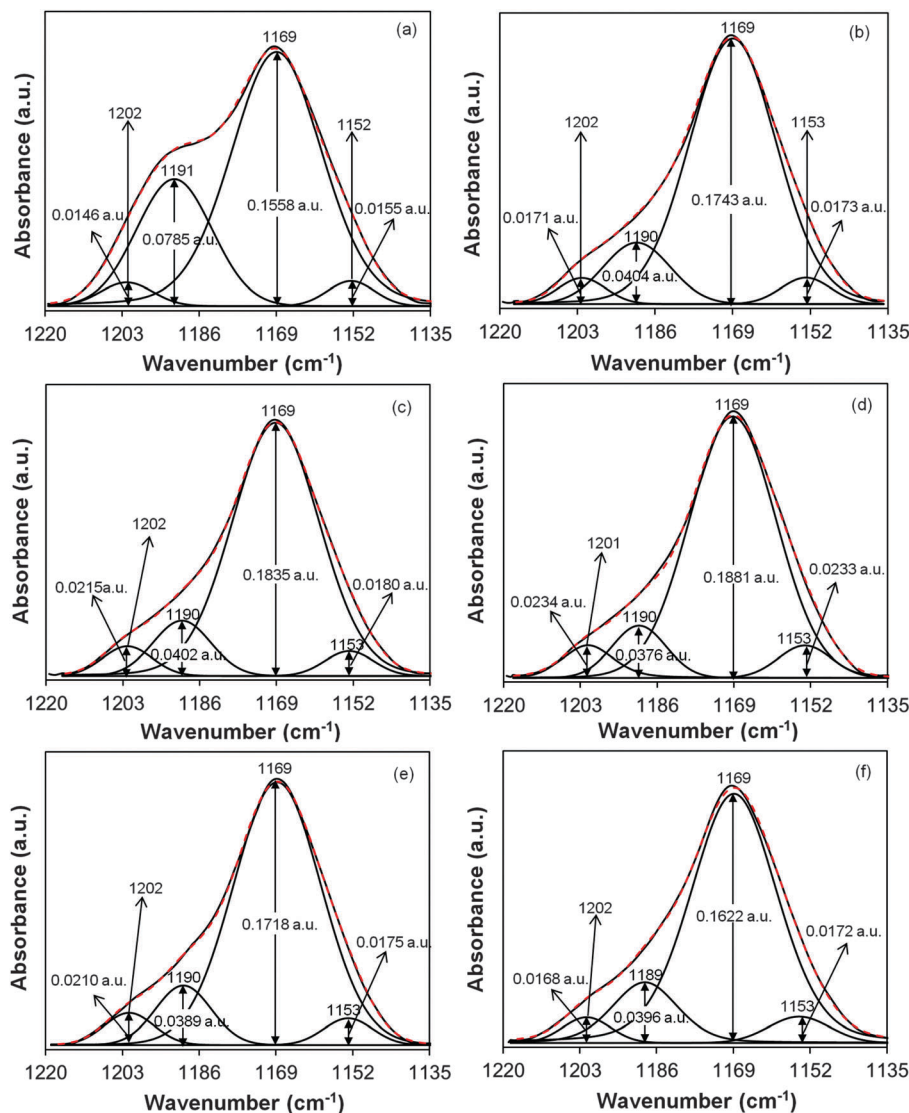 (a)
1169
1202
1152
1191
0.0146 a.u.
0.1558 a.u.
0.0155 a.u.
0.0785 a.u.
Absorbance (a.u.)
1220 1203 1186 1169 1152 1135
Wavenumber (cm-1)
(b)
1169
1202
1153
0.0171 a.u.
0.1743 a.u.
0.0173 a.u.
1190
0.0404 a.u.
Absorbance (a.u.)
1220 1203 1186 1169 1152 1135
Wavenumber (cm-1)
(c)
1169
1202
0.0215a.u.
0.1835 a.u.
0.0180 a.u.
1190
1153
0.0402 a.u.
Absorbance (a.u.)
1220 1203 1186 1169 1152 1135
Wavenumber (cm-1)
(d)
1169
1201
0.0234 a.u.
0.1881 a.u.
0.0233 a.u.
1190
1153
0.0376 a.u.
Absorbance (a.u.)
1220 1203 1186 1169 1152 1135
Wavenumber (cm-1)
(e)
1169
1202
0.1718 a.u.
0.0175 a.u.
0.0210 a.u.
1190
1153
0.0389 a.u.
Absorbance (a.u.)
1220 1203 1186 1169 1152 1135
Wavenumber (cm-1)
(f)
1169
1202
0.1622 a.u.
0.0172 a.u.
0.0168 a.u.
1189
1153
0.0396 a.u.
Absorbance (a.u.)
1220 1203 1186 1169 1152 1135
Wavenumber (cm-1)